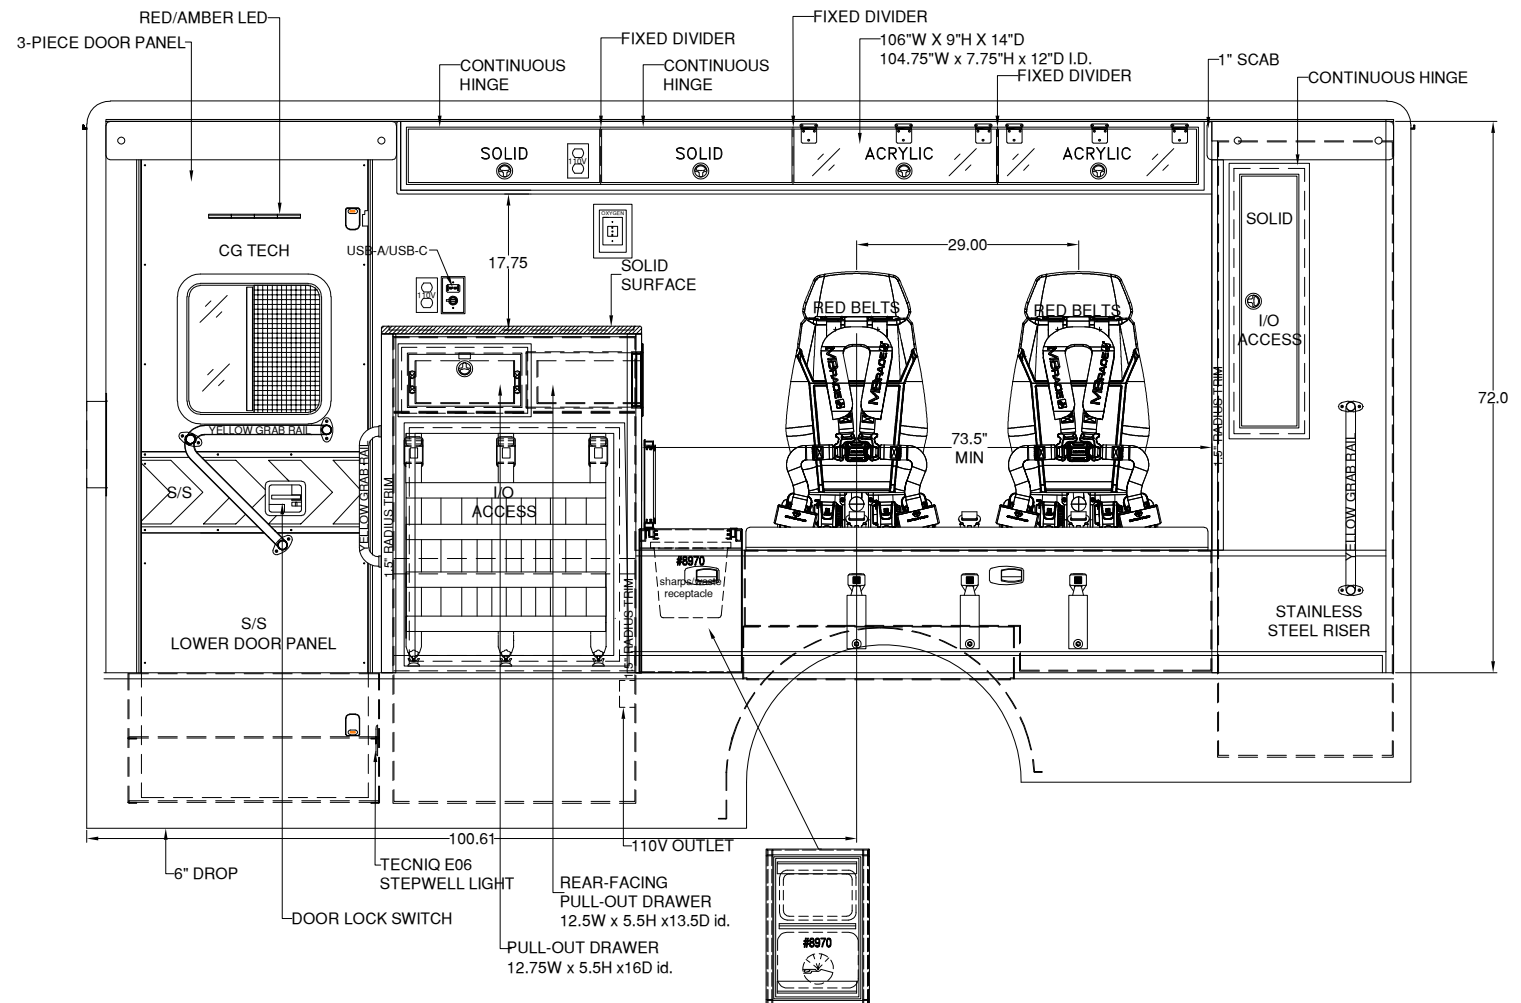 RED/AMBER LED
3-PIECE DOOR PANEL
CONTINUOUS
HINGE
FIXED DIVIDER
CONTINUOUS
HINGE
FIXED DIVIDER
106"W X 9"H X 14"D
104.75"W x 7.75"H x 12"D I.D.
FIXED DIVIDER
1" SCAB
CONTINUOUS HINGE
SOLID
110V
SOLID
ACRYLIC
ACRYLIC
CG TECH
USB-A/USB-C
110V
17.75
OXYGEN
SOLID
SURFACE
29.00
RED BELTS
RED BELTS
SOLID
I/O
ACCESS
72.0
1.5" RADIUS TRIM
YELLOW GRAB RAIL
YELLOW GRAB RAIL
S/S
YELLOW GRAB RAIL
1.5" RADIUS TRIM
I/O
ACCESS
73.5"
MIN
#8970
sharps/waste
receptacle
1.5" RADIUS TRIM
S/S
LOWER DOOR PANEL
STAINLESS
STEEL RISER
100.61
110V OUTLET
6" DROP
TECNIQ E06
STEPWELL LIGHT
DOOR LOCK SWITCH
REAR-FACING
PULL-OUT DRAWER
12.5W x 5.5H x13.5D id.
PULL-OUT DRAWER
12.75W x 5.5H x16D id.
#8970